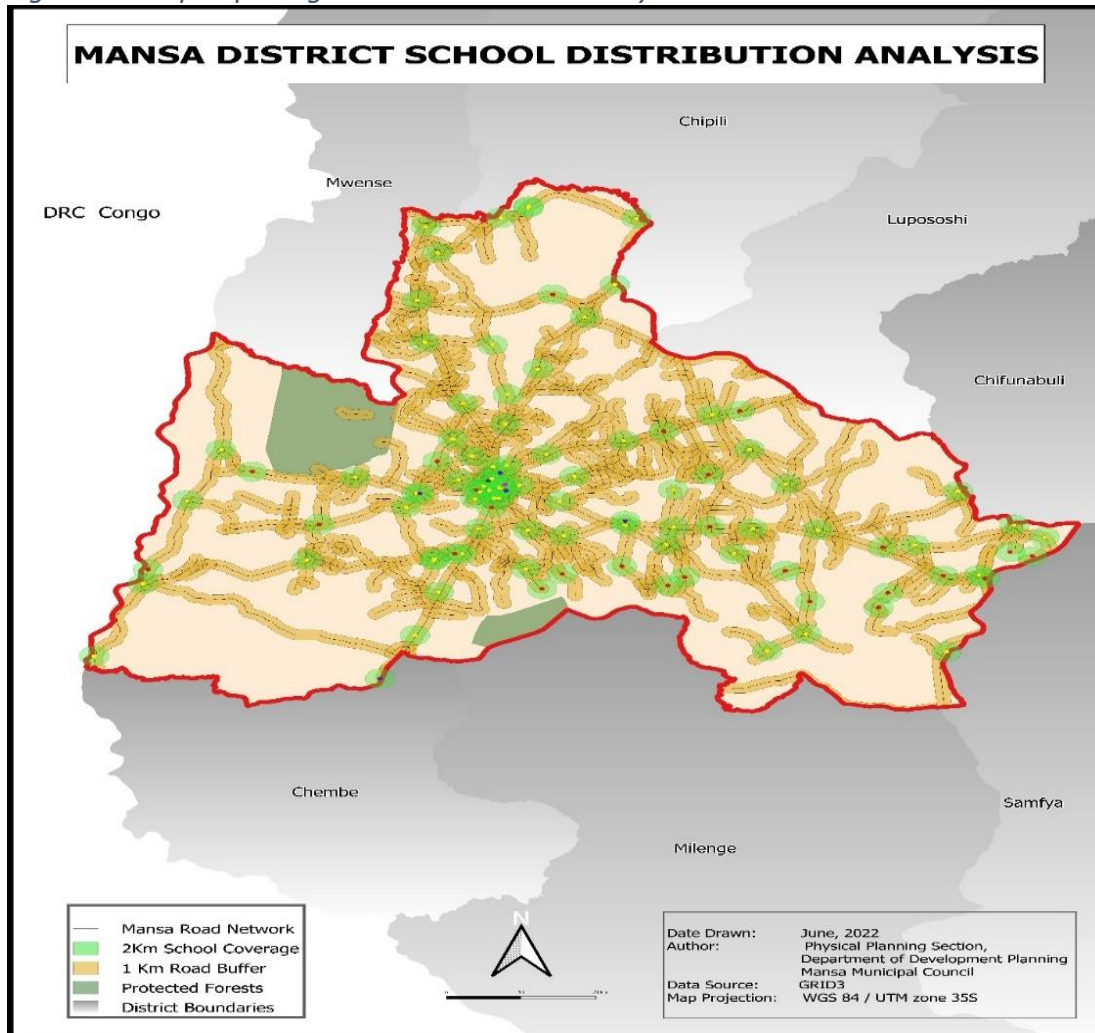 MANSA DISTRICT SCHOOL DISTRIBUTION ANALYSIS
Chipili
Mwense
DRC Congo
Lupososhi
Chifunabuli
Chembe
Samfya
Milenge
N
Mansa Road Network
2Km School Coverage
1 Km Road Buffer
Protected Forests
District Boundaries
Date Drawn: June, 2022
Author: Physical Planning Section,
Department of Development Planning
Mansa Municipal Council
Data Source: GRID3
Map Projection: WGS 84 / UTM zone 35S